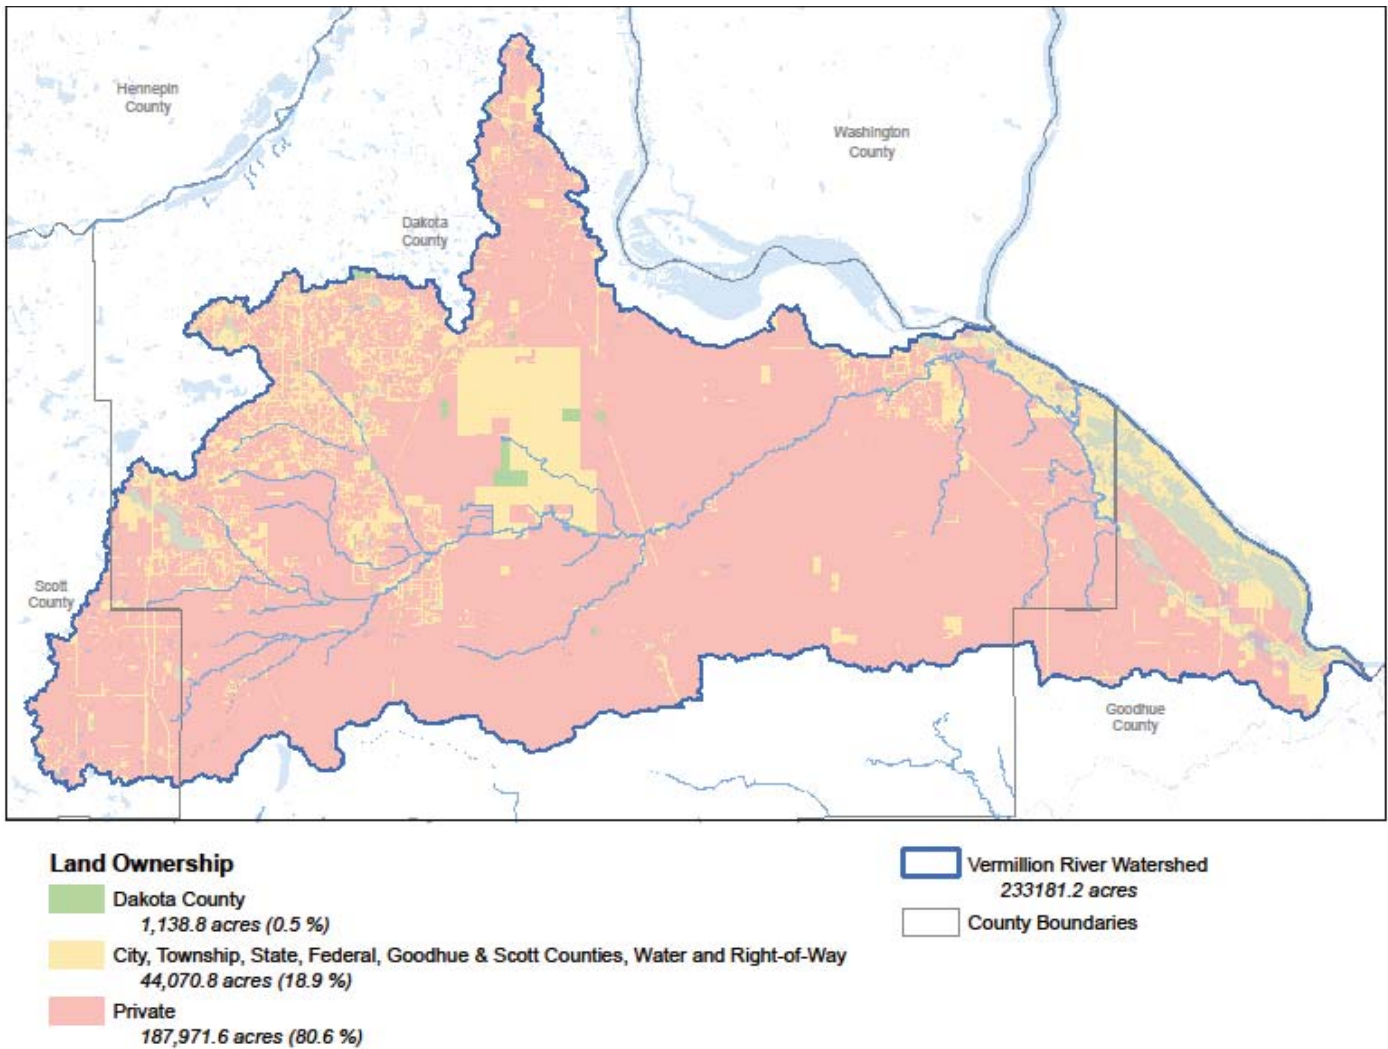 Hennepin
County
Washington
County
Dakota
County
Scott
County
Goodhue
County
Land Ownership
Dakota County
1,138.8 acres (0.5 %)
City, Township, State, Federal, Goodhue & Scott Counties, Water and Right-of-Way
44,070.8 acres (18.9 %)
Private
187,971.6 acres (80.6 %)
Vermillion River Watershed
233181.2 acres
County Boundaries